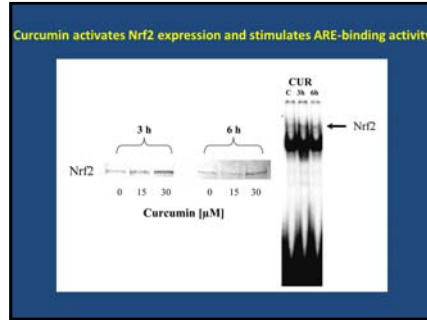 Curcumin activates Nrf2 expression and stimulates ARE-binding activity
CUR
C 3h 6h
Nrf2
3 h
6 h
Nrf2
0 15 30
0 15 30
Curcumin [µM]